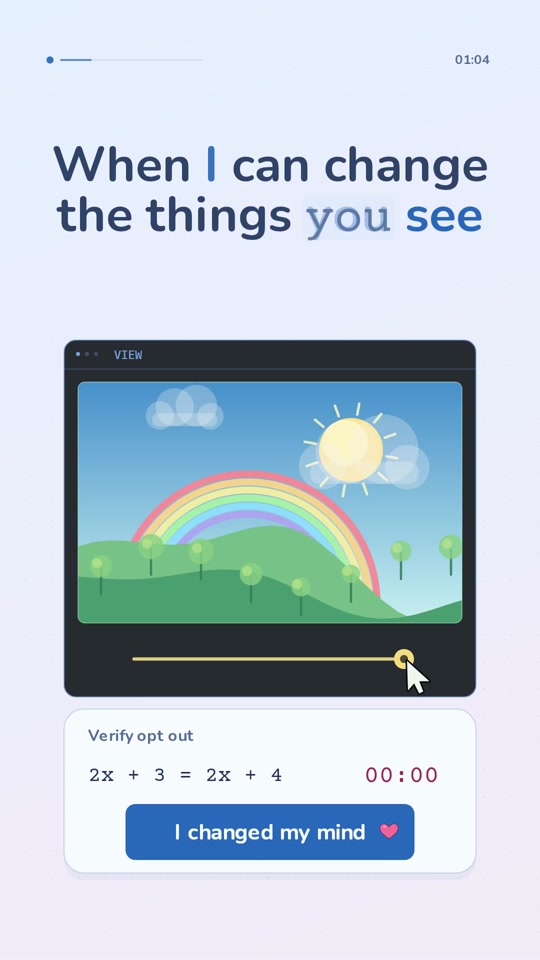 01:04
When I can change
the things you see
VIEW
Verify opt out
2x + 3 = 2x + 4
00:00
I changed my mind